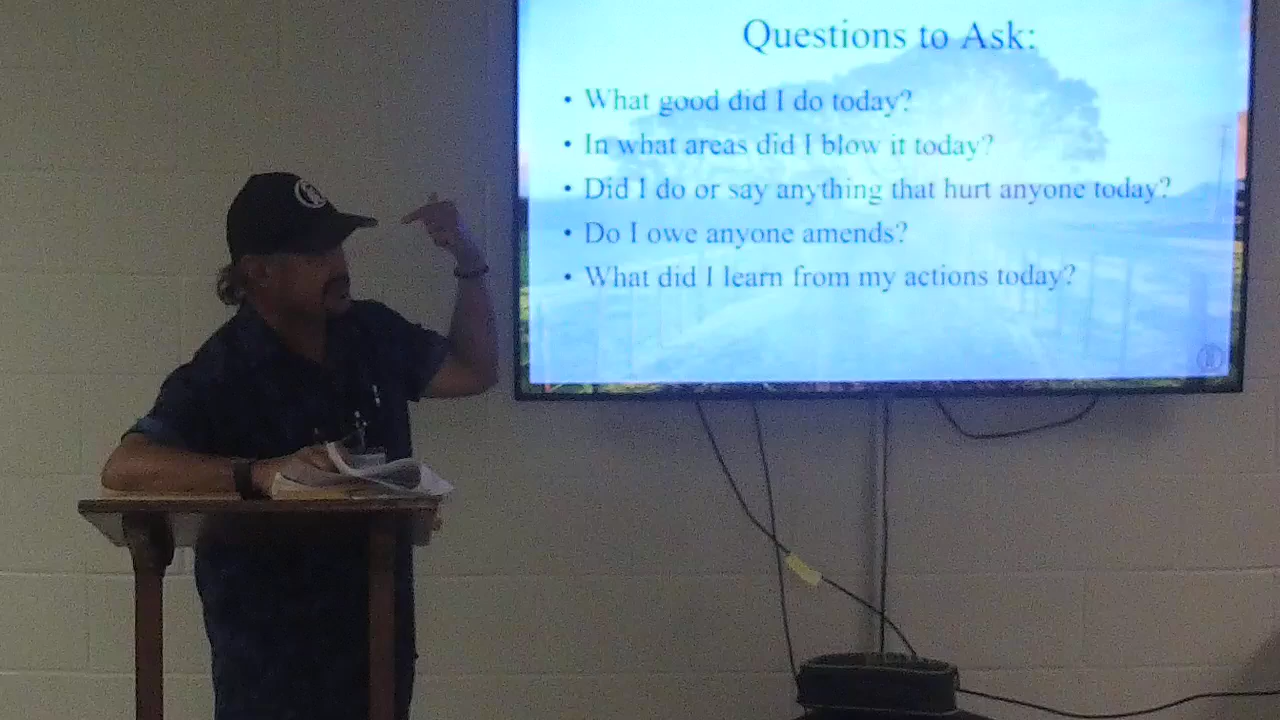 Questions to Ask:
• What good did I do today?
• In what areas did I blow it today?
• Did I do or say anything that hurt anyone today?
• Do I owe anyone amends?
• What did I learn from my actions today?